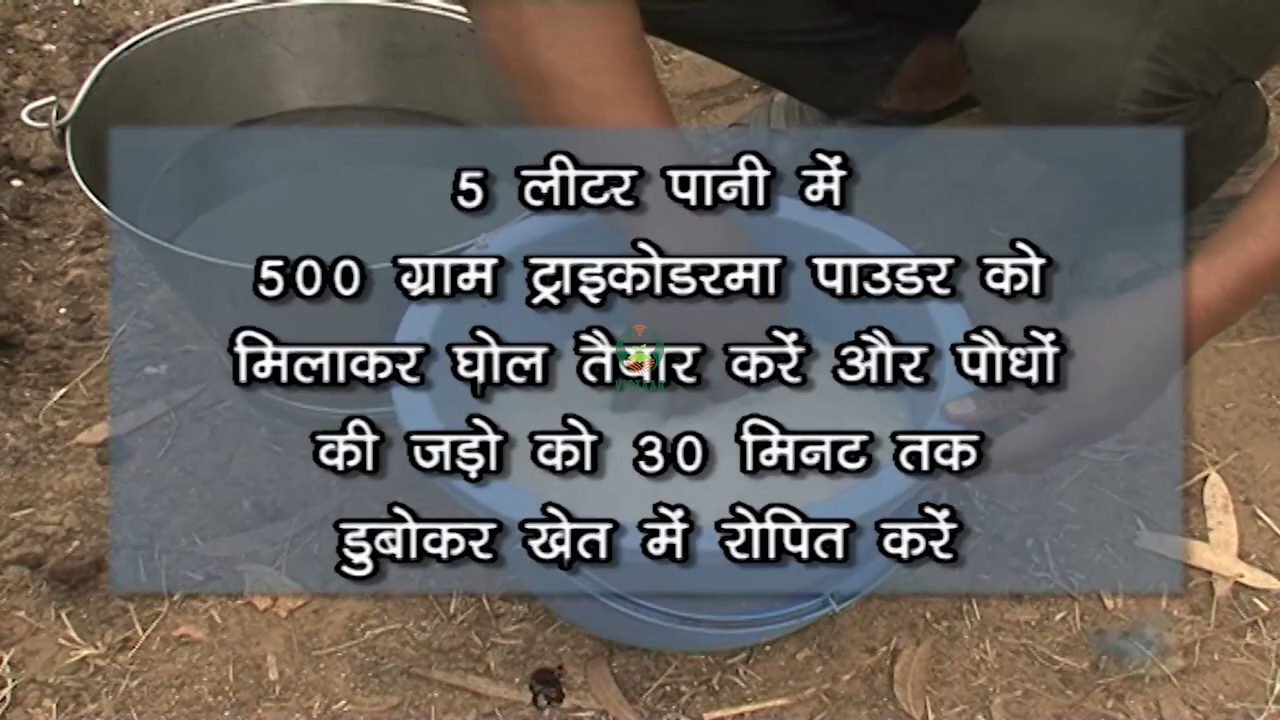 5 लीटर पानी में
500 ग्राम ट्राइकोडरमा पाउडर को
मिलाकर घोल तैयार करें और पौधों
की जड़ो को 30 मिनट तक
डुबोकर खेत में रोपित करें